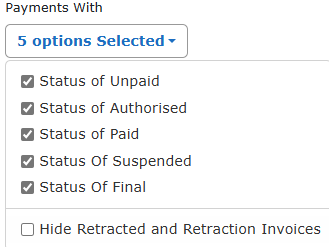 Payments With
5 options Selected
Status of Unpaid
Status of Authorised
Status of Paid
Status Of Suspended
Status Of Final
Hide Retracted and Retraction Invoices